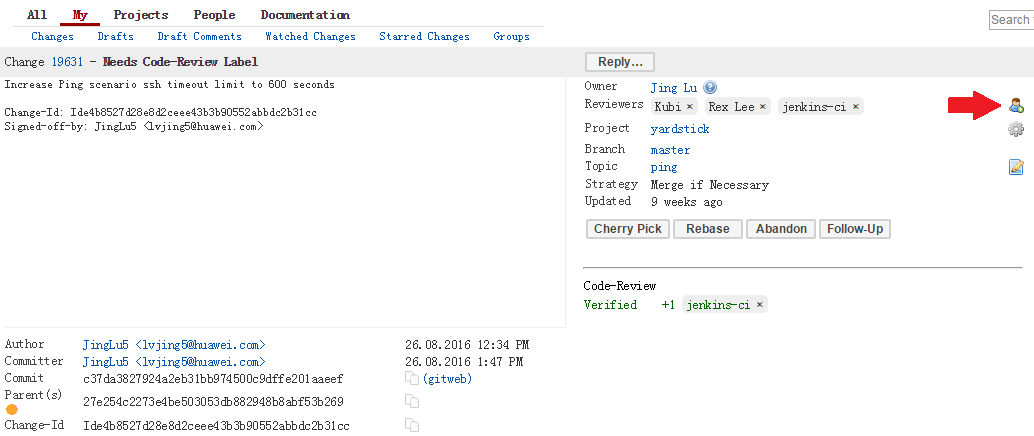 All My Projects People Documentation
Changes Drafts Draft Comments Watched Changes Starred Changes Groups
Search
Change 19631 - Needs Code-Review Label
Reply…
Increase Ping scenario ssh timeout limit to 600 seconds
Change-Id: Ide4b8527d28e8d2ceee43b3b90552abbdc2b31cc
Signed-off-by: JingLu5 <lvjing5@huawei.com>
Owner Jing Lu
Reviewers Kubi × Rex Lee × jenkins-ci ×
Project yardstick
Branch master
Topic ping
Strategy Merge if Necessary
Updated 9 weeks ago
Cherry Pick Rebase Abandon Follow-Up
Code-Review
Verified +1 jenkins-ci ×
Author JingLu5 <lvjing5@huawei.com> 26.08.2016 12:34 PM
Committer JingLu5 <lvjing5@huawei.com> 26.08.2016 1:47 PM
Commit c37da3827924a2eb31bb974500c9dffe201aaeef (gitweb)
Parent(s) 27e254c2273e4be503053db882948b8abf53b269
Change-Id Ide4b8527d28e8d2ceee43b3b90552abbdc2b31cc